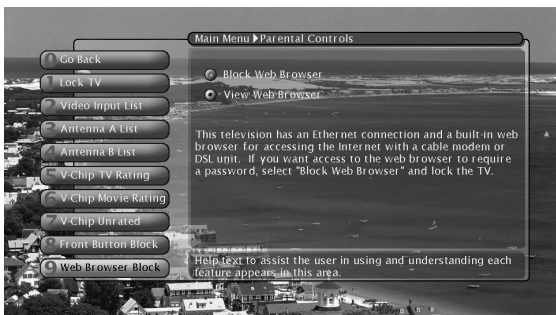 Main Menu ▶ Parental Controls
0 Go Back
1 Lock TV
2 Video Input List
3 Antenna A List
4 Antenna B List
5 V-Chip TV Rating
6 V-Chip Movie Rating
7 V-Chip Unrated
8 Front Button Block
9 Web Browser Block
Block Web Browser
View Web Browser
This television has an Ethernet connection and a built-in web
browser for accessing the Internet with a cable modem or
DSL unit. If you want access to the web browser to require
a password, select "Block Web Browser" and lock the TV.
Help text to assist the user in using and understanding each
feature appears in this area.